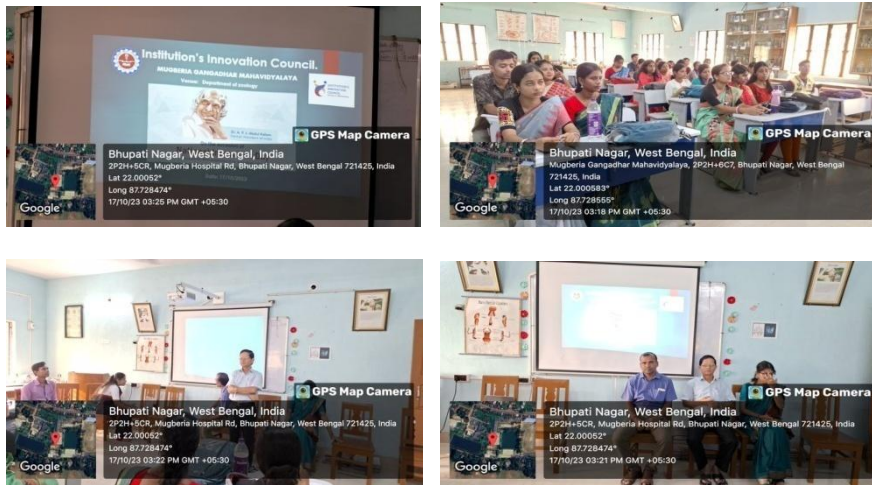 Institution's Innovation Council.
MUGBERIA GANGADHAR MAHAVIDYALAYA
Venue: Department of zoology
GPS Map Camera
Bhupati Nagar, West Bengal, India
2P2H+5CR, Mugberia Hospital Rd, Bhupati Nagar, West Bengal 721425, India
Lat 22.00052°
Long 87.728474°
17/10/23 03:25 PM GMT +05:30
Google
GPS Map Camera
Bhupati Nagar, West Bengal, India
Mugberia Gangadhar Mahavidyalaya, 2P2H+6C7, Bhupati Nagar, West Bengal
721425, India
Lat 22.000583°
Long 87.728555°
17/10/23 03:18 PM GMT +05:30
Google
GPS Map Camera
Bhupati Nagar, West Bengal, India
2P2H+5CR, Mugberia Hospital Rd, Bhupati Nagar, West Bengal 721425, India
Lat 22.00052°
Long 87.728474°
17/10/23 03:22 PM GMT +05:30
Google
GPS Map Camera
Bhupati Nagar, West Bengal, India
2P2H+5CR, Mugberia Hospital Rd, Bhupati Nagar, West Bengal 721425, India
Lat 22.00052°
Long 87.728474°
17/10/23 03:21 PM GMT +05:30
Google